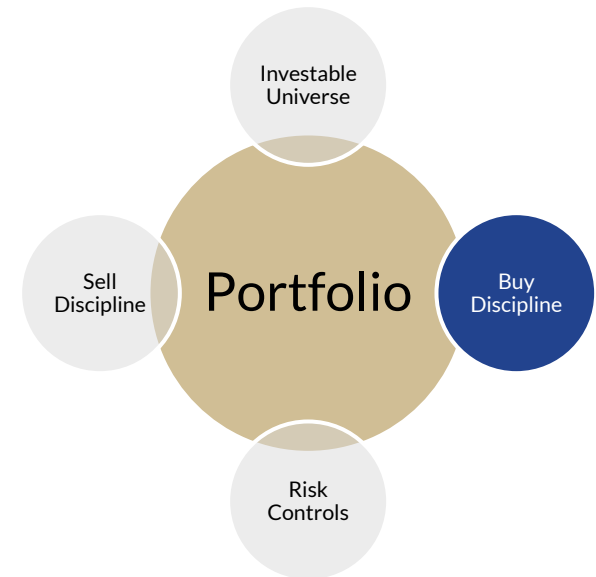 Investable
Universe
Sell
Discipline
Portfolio
Buy
Discipline
Risk
Controls